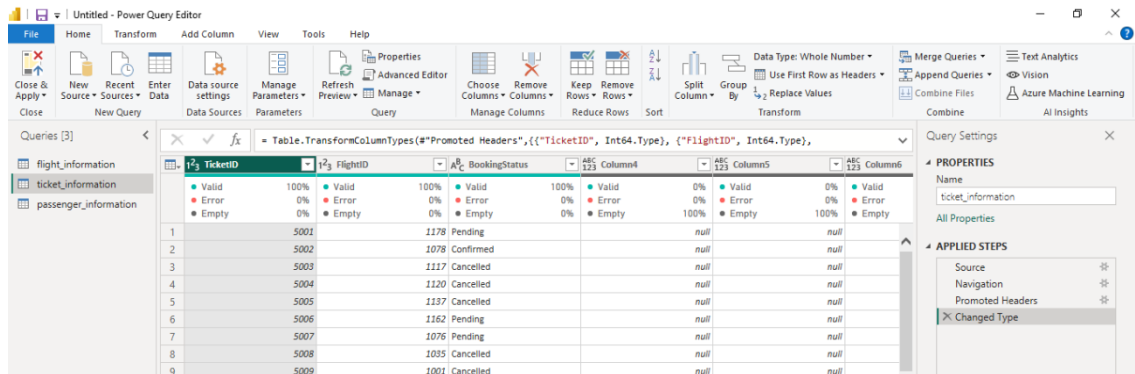 Untitled - Power Query Editor
File Home Transform Add Column View Tools Help
Close & Apply
New Source
Recent Sources
Enter Data
Data source settings
Manage Parameters
Refresh Preview
Properties
Advanced Editor
Manage
Choose Columns
Remove Columns
Keep Rows
Remove Rows
Split Column
Group By
Data Type: Whole Number
Use First Row as Headers
Replace Values
Merge Queries
Append Queries
Combine Files
Text Analytics
Vision
Azure Machine Learning
Close New Query Data Sources Parameters Query Manage Columns Reduce Rows Sort Transform Combine AI Insights
Queries [3]
flight_information
ticket_information
passenger_information
fx = Table.TransformColumnTypes(#"Promoted Headers",{{"TicketID", Int64.Type}, {"FlightID", Int64.Type},
123 TicketID 123 FlightID ABC BookingStatus ABC 123 Column4 ABC 123 Column5 ABC 123 Column6
Valid 100% Valid 100% Valid 100% Valid 0% Valid 0% Valid
Error 0% Error 0% Error 0% Error 0% Error 0% Error
Empty 0% Empty 0% Empty 0% Empty 100% Empty 100% Empty
1 5001 1178 Pending null null
2 5002 1078 Confirmed null null
3 5003 1117 Cancelled null null
4 5004 1120 Cancelled null null
5 5005 1137 Cancelled null null
6 5006 1162 Pending null null
7 5007 1076 Pending null null
8 5008 1035 Cancelled null null
9 5009 1001 Cancelled null null
Query Settings
PROPERTIES
Name
ticket_information
All Properties
APPLIED STEPS
Source
Navigation
Promoted Headers
Changed Type